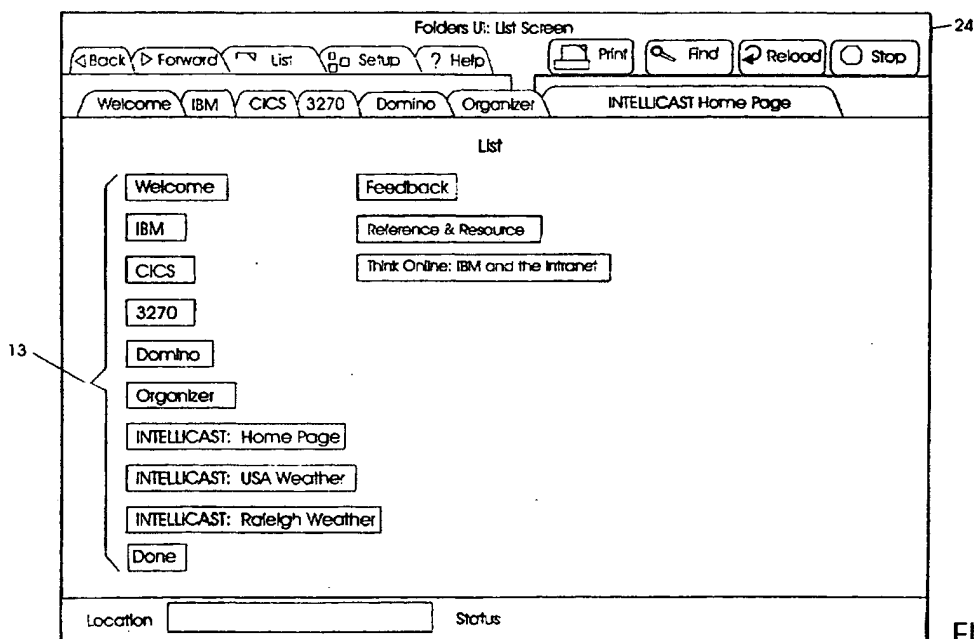 Folders UI: List Screen
24
Back Forward List Setup ? Help Print Find Reload Stop
Welcome IBM CICS 3270 Domino Organizer INTELLICAST Home Page
List
Welcome Feedback
IBM Reference & Resource
CICS Think Online: IBM and the Intranet
3270
13
Domino
Organizer
INTELLICAST: Home Page
INTELLICAST: USA Weather
INTELLICAST: Raleigh Weather
Done
Location Status